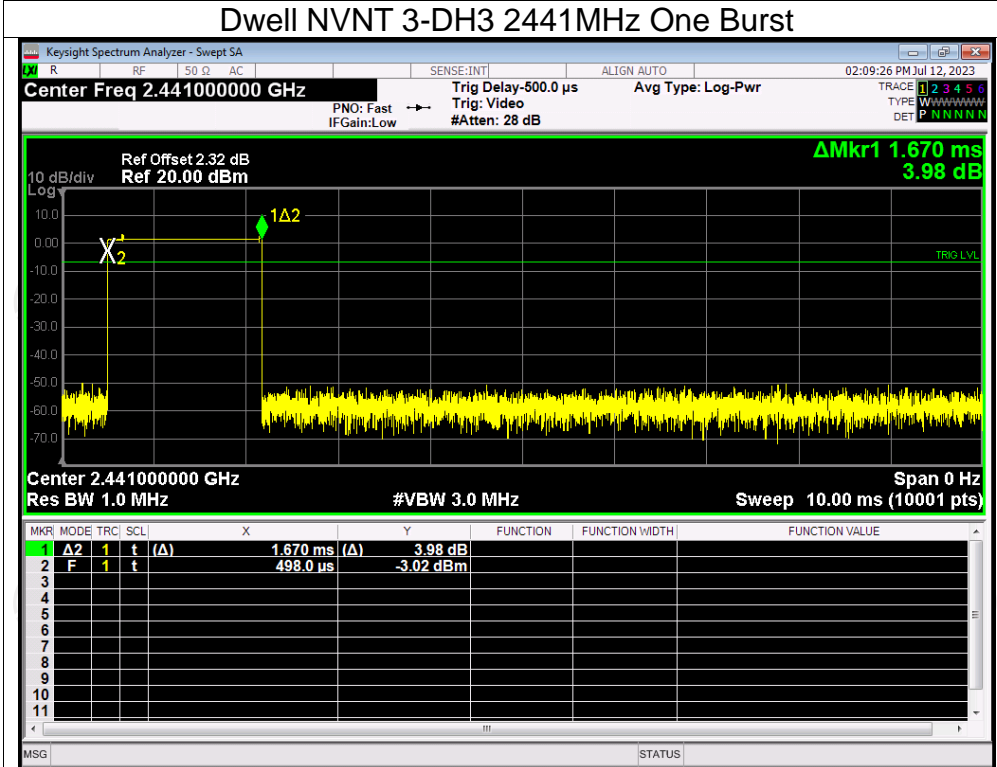 Dwell NVNT 3-DH3 2441MHz One Burst
Keysight Spectrum Analyzer - Swept SA
LXI R RF 50 Ω AC SENSE:INT ALIGN AUTO 02:09:26 PM Jul 12, 2023
Center Freq 2.441000000 GHz
PNO: Fast
IFGain:Low
Trig Delay-500.0 µs
Trig: Video
#Atten: 28 dB
Avg Type: Log-Pwr
TRACE 1 2 3 4 5 6
TYPE WWWWWW
DET P N N N N N
ΔMkr1 1.670 ms
3.98 dB
Ref Offset 2.32 dB
10 dB/div Ref 20.00 dBm
Log
10.0
0.00
-10.0
-20.0
-30.0
-40.0
-50.0
-60.0
-70.0
1Δ2
X2
TRIG LVL
Center 2.441000000 GHz Span 0 Hz
Res BW 1.0 MHz #VBW 3.0 MHz Sweep 10.00 ms (10001 pts)
MKR MODE TRC SCL X Y FUNCTION FUNCTION WIDTH FUNCTION VALUE
1 Δ2 1 t (Δ) 1.670 ms (Δ) 3.98 dB
2 F 1 t 498.0 µs -3.02 dBm
3
4
5
6
7
8
9
10
11
MSG STATUS